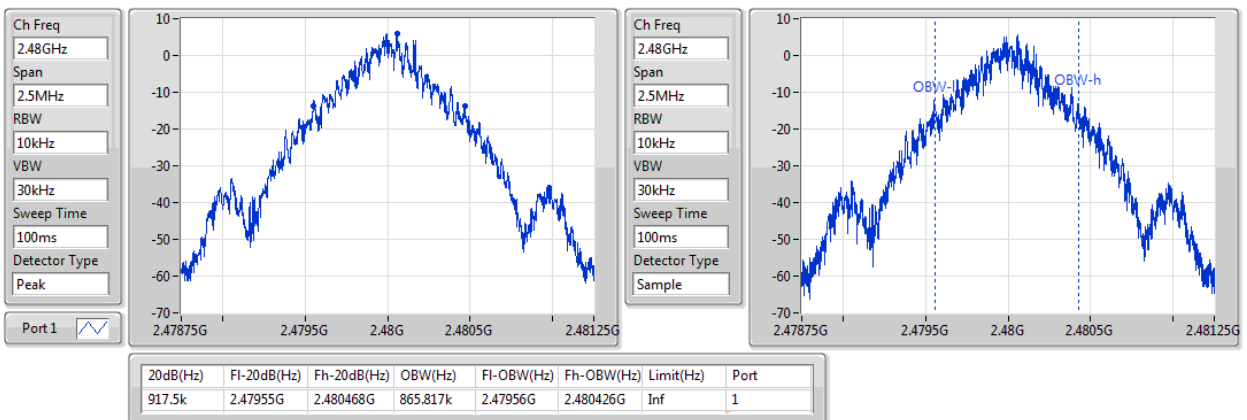 Ch Freq
2.48GHz
Span
2.5MHz
RBW
10kHz
VBW
30kHz
Sweep Time
100ms
Detector Type
Peak
Port 1
10
0
-10
-20
-30
-40
-50
-60
-70
2.47875G 2.4795G 2.48G 2.4805G 2.48125G
Ch Freq
2.48GHz
Span
2.5MHz
RBW
10kHz
VBW
30kHz
Sweep Time
100ms
Detector Type
Sample
10
0
-10
-20
-30
-40
-50
-60
-70
OBW-l OBW-h
2.47875G 2.4795G 2.48G 2.4805G 2.48125G
20dB(Hz) Fl-20dB(Hz) Fh-20dB(Hz) OBW(Hz) Fl-OBW(Hz) Fh-OBW(Hz) Limit(Hz) Port
917.5k 2.47955G 2.480468G 865.817k 2.47956G 2.480426G Inf 1